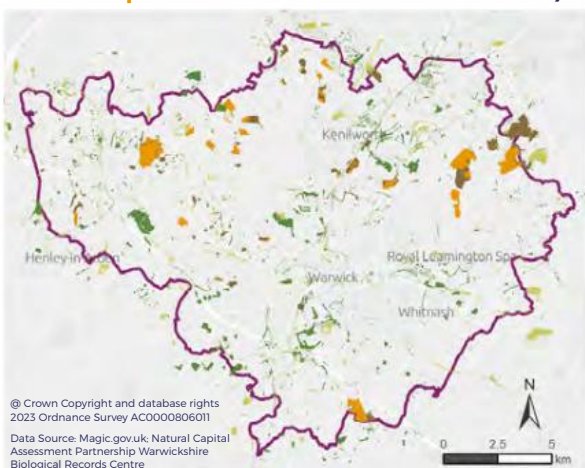 Kenilworth
Henley-in-Arden
Royal Leamington Spa
Warwick
Whitnash
N
@ Crown Copyright and database rights
2023 Ordnance Survey AC0000806011
Data Source: Magic.gov.uk; Natural Capital
Assessment Partnership Warwickshire
Biological Records Centre
0 2.5 5
km